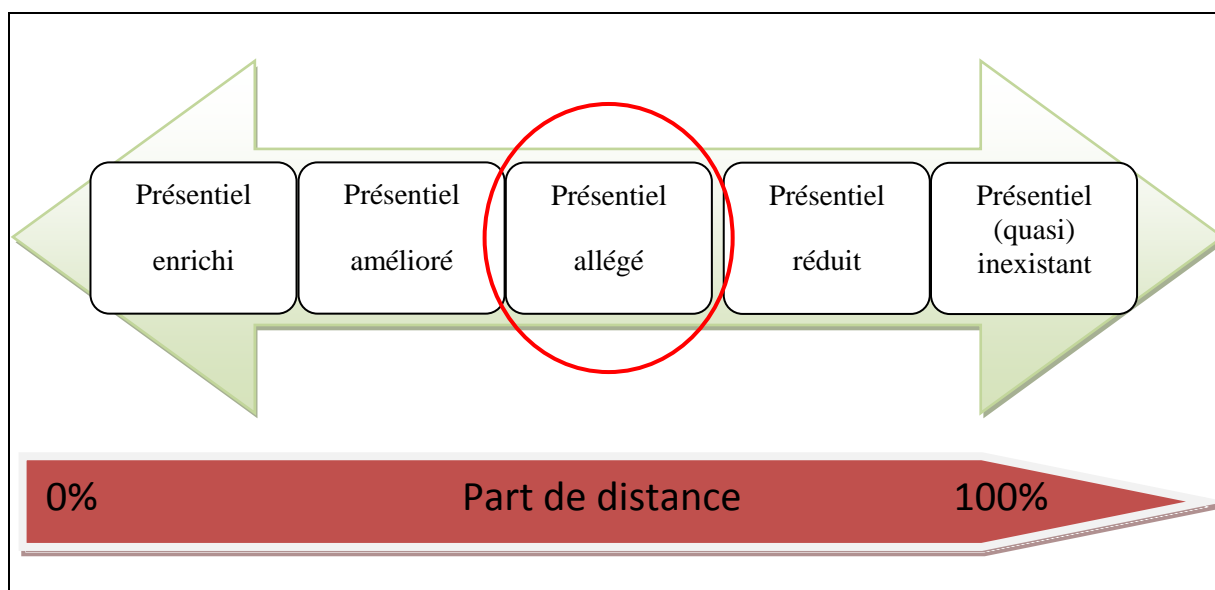 Présentiel
enrichi
Présentiel
amélioré
Présentiel
allégé
Présentiel
réduit
Présentiel
(quasi)
inexistant
0% Part de distance 100%